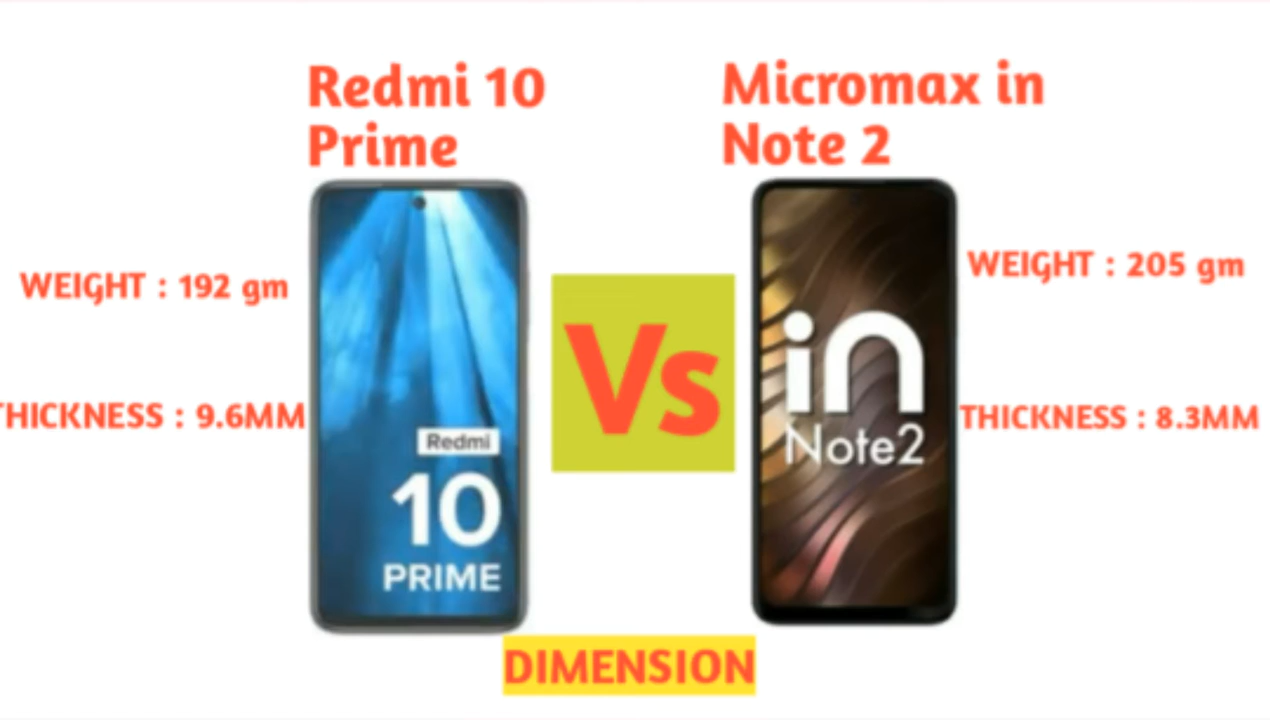 Redmi 10
Prime
Micromax in
Note 2
WEIGHT : 192 gm
WEIGHT : 205 gm
Vs
in
Note2
THICKNESS : 9.6MM
THICKNESS : 8.3MM
Redmi
10
PRIME
DIMENSION